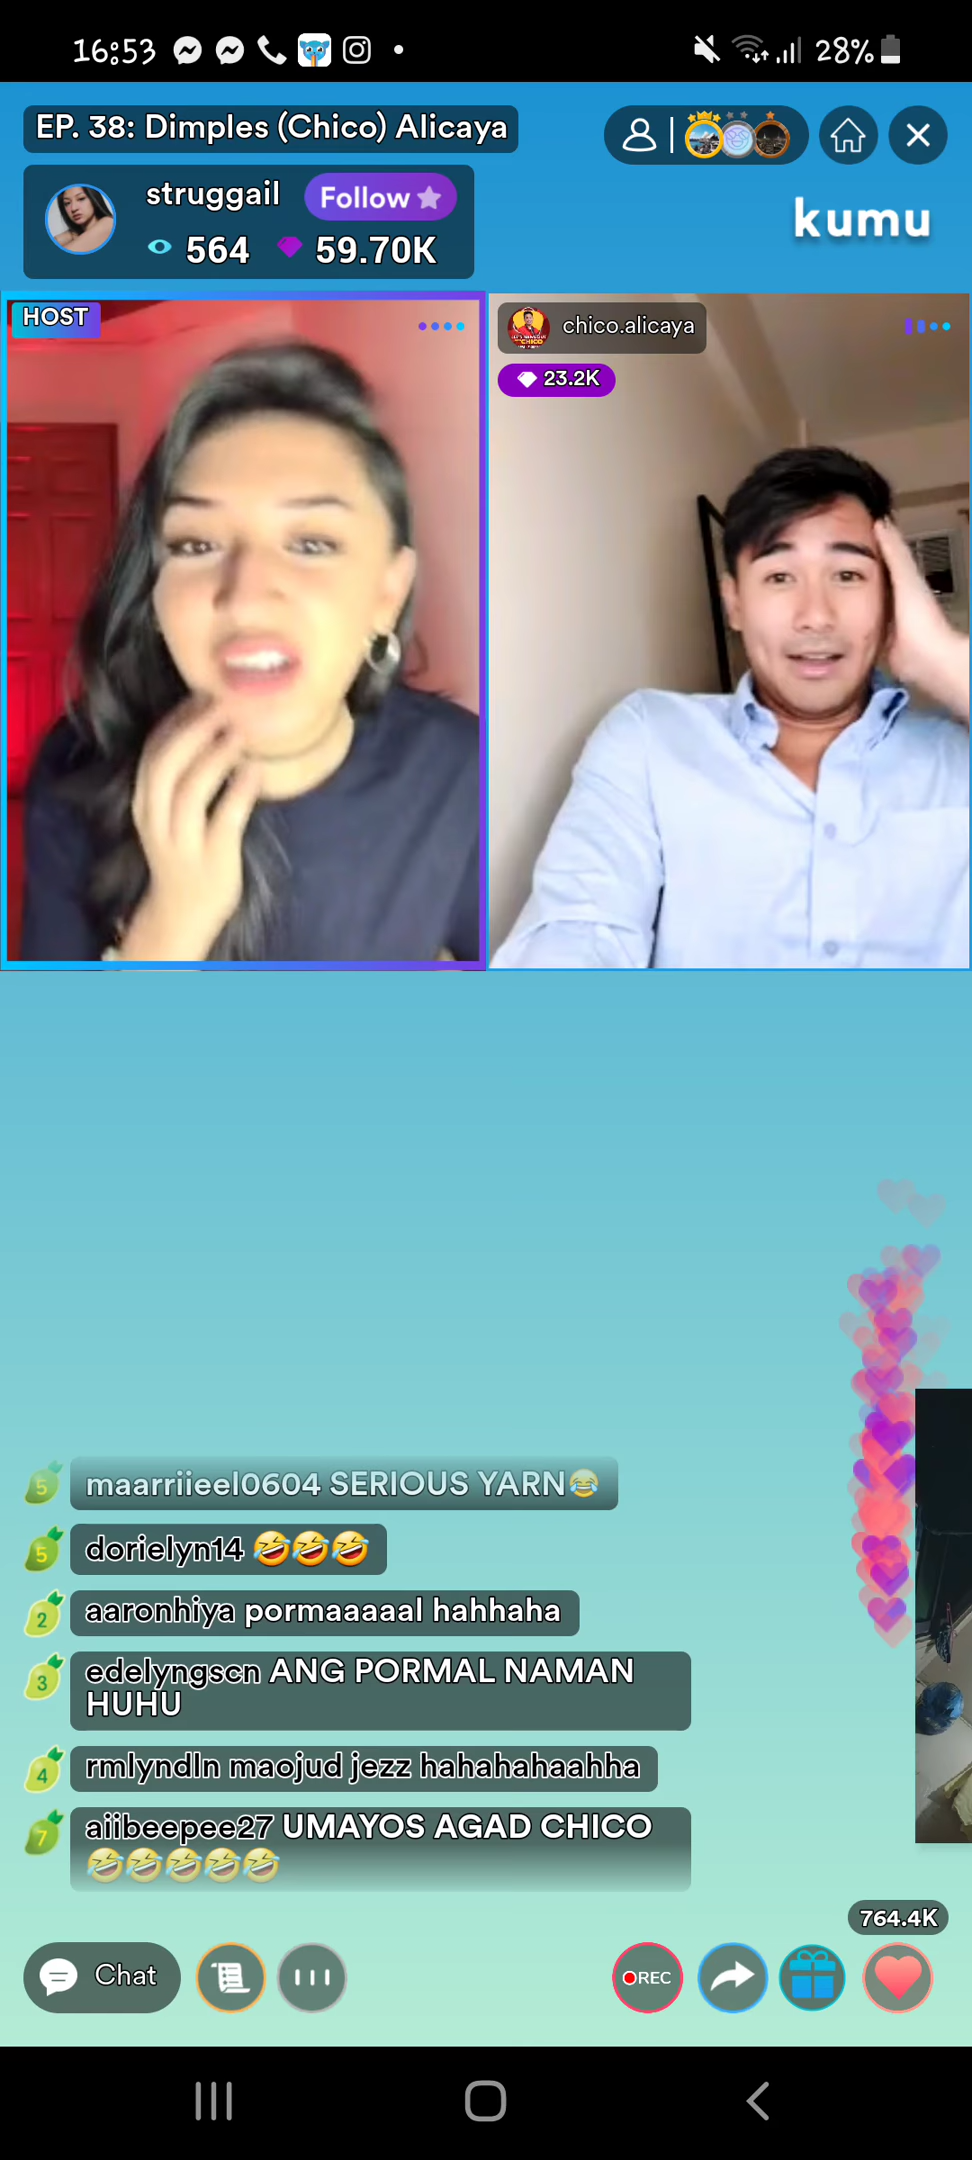 16:53
28%
EP. 38: Dimples (Chico) Alicaya
struggail
Follow
564
59.70K
kumu
HOST
chico.alicaya
23.2K
maarriieel0604 SERIOUS YARN😂
5
dorielyn14 🤣🤣🤣
5
aaronhiya pormaaaaal hahhaha
2
edelyngscn ANG PORMAL NAMAN
HUHU
3
rmlyndln maojud jezz hahahahaahha
4
aiibeepee27 UMAYOS AGAD CHICO
🤣🤣🤣🤣🤣
7
764.4K
Chat
REC